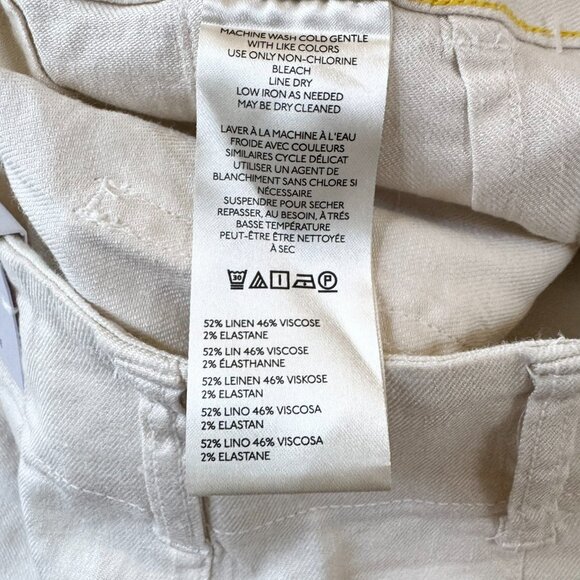 MACHINE WASH COLD GENTLE
WITH LIKE COLORS
USE ONLY NON-CHLORINE
BLEACH
LINE DRY
LOW IRON AS NEEDED
MAY BE DRY CLEANED
LAVER À LA MACHINE À L'EAU
FROIDE AVEC COULEURS
SIMILAIRES CYCLE DÉLICAT
UTILISER UN AGENT DE
BLANCHIMENT SANS CHLORE SI
NÉCESSAIRE
SUSPENDRE POUR SECHER
REPASSER, AU BESOIN, À TRÉS
BASSE TEMPÉRATURE
PEUT-ÊTRE ÊTRE NETTOYÉE
À SEC
30 P
52% LINEN 46% VISCOSE
2% ELASTANE
52% LIN 46% VISCOSE
2% ÉLASTHANNE
52% LEINEN 46% VISKOSE
2% ELASTAN
52% LINO 46% VISCOSA
2% ELASTAN
52% LINO 46% VISCOSA
2% ELASTANE